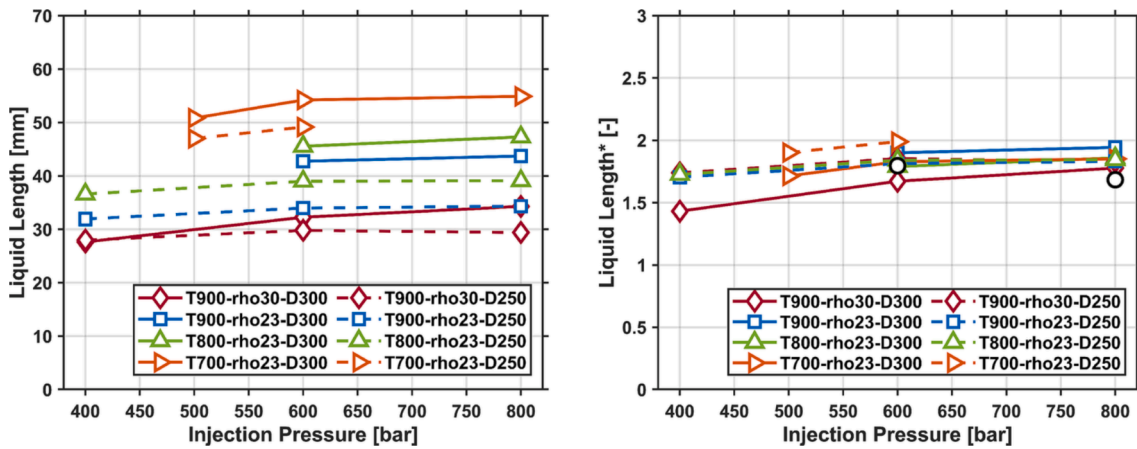 70
60
50
40
30
20
10
0
Liquid Length [mm]
T900-rho30-D300 T900-rho30-D250
T900-rho23-D300 T900-rho23-D250
T800-rho23-D300 T800-rho23-D250
T700-rho23-D300 T700-rho23-D250
400 450 500 550 600 650 700 750 800
Injection Pressure [bar]
3
2.5
2
1.5
1
0.5
0
Liquid Length* [-]
T900-rho30-D300 T900-rho30-D250
T900-rho23-D300 T900-rho23-D250
T800-rho23-D300 T800-rho23-D250
T700-rho23-D300 T700-rho23-D250
400 450 500 550 600 650 700 750 800
Injection Pressure [bar]